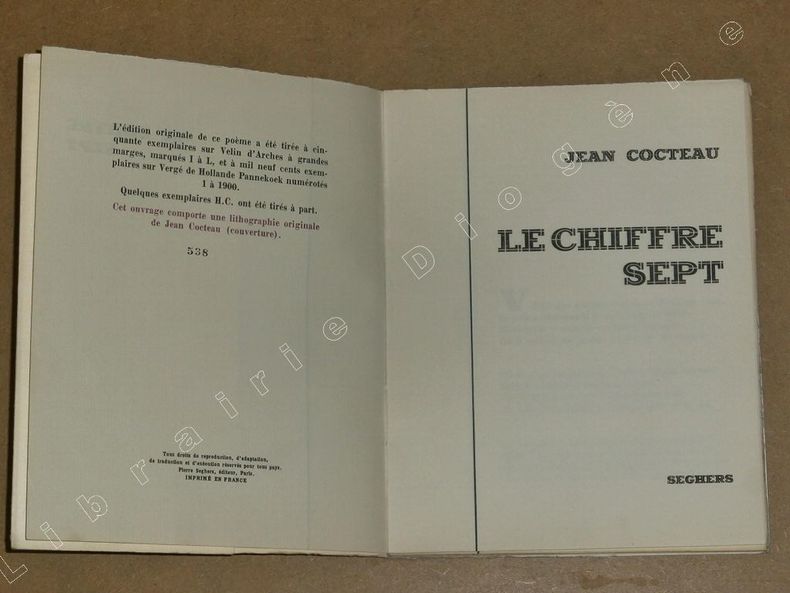 L'édition originale de ce poème a été tirée à cin-
quante exemplaires sur Vélin d'Arches à grandes
marges, marqués I à L, et à mil neuf cents exem-
plaires sur Vergé de Hollande Pannekoek numérotés
1 à 1900.
Quelques exemplaires H.C. ont été tirés à part.
Cet ouvrage comporte une lithographie originale
de Jean Cocteau (couverture).
538
Tous droits de reproduction, d'adaptation,
de traduction et d'exécution réservés pour tous pays.
Pierre Seghers, éditeur, Paris.
IMPRIMÉ EN FRANCE
JEAN COCTEAU
LE CHIFFRE
SEPT
SEGHERS
Librairie Diogène